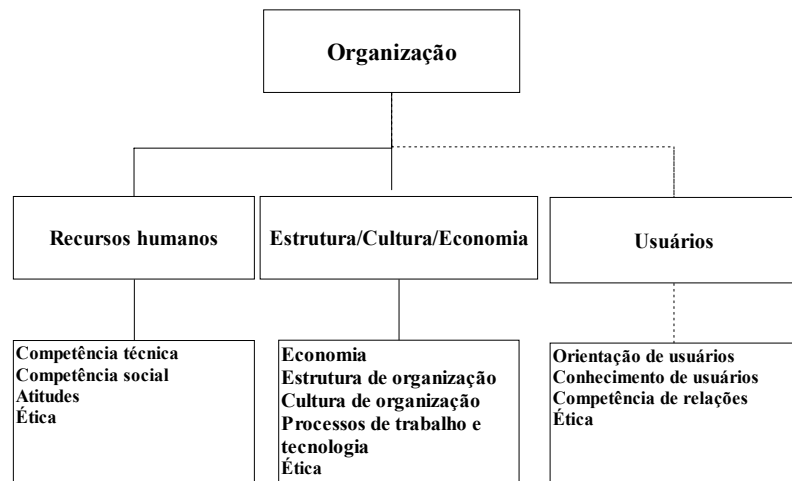 Organização
Recursos humanos
Estrutura/Cultura/Economia
Usuários
Competência técnica
Competência social
Atitudes
Ética
Economia
Estrutura de organização
Cultura de organização
Processos de trabalho e
tecnologia
Ética
Orientação de usuários
Conhecimento de usuários
Competência de relações
Ética